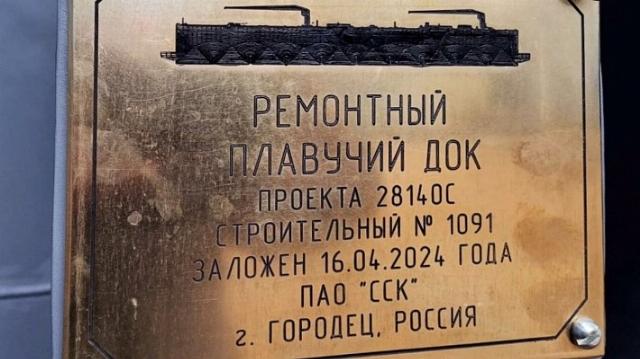 РЕМОНТНЫЙ
ПЛАВУЧИЙ ДОК
ПРОЕКТА 28140С
СТРОИТЕЛЬНЫЙ № 1091
ЗАЛОЖЕН 16.04.2024 ГОДА
ПАО "ССК"
г. ГОРОДЕЦ, РОССИЯ